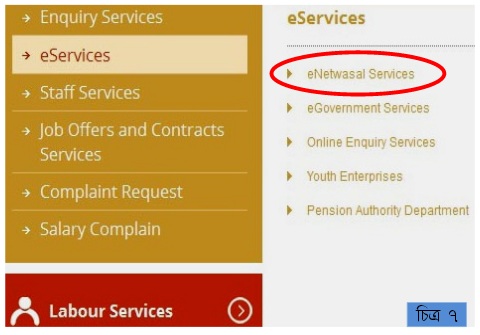 Enquiry Services
eServices
Staff Services
Job Offers and Contracts
Services
Complaint Request
Salary Complain
Labour Services
eServices
eNetwasal Services
eGovernment Services
Online Enquiry Services
Youth Enterprises
Pension Authority Department
চিত্র ৭